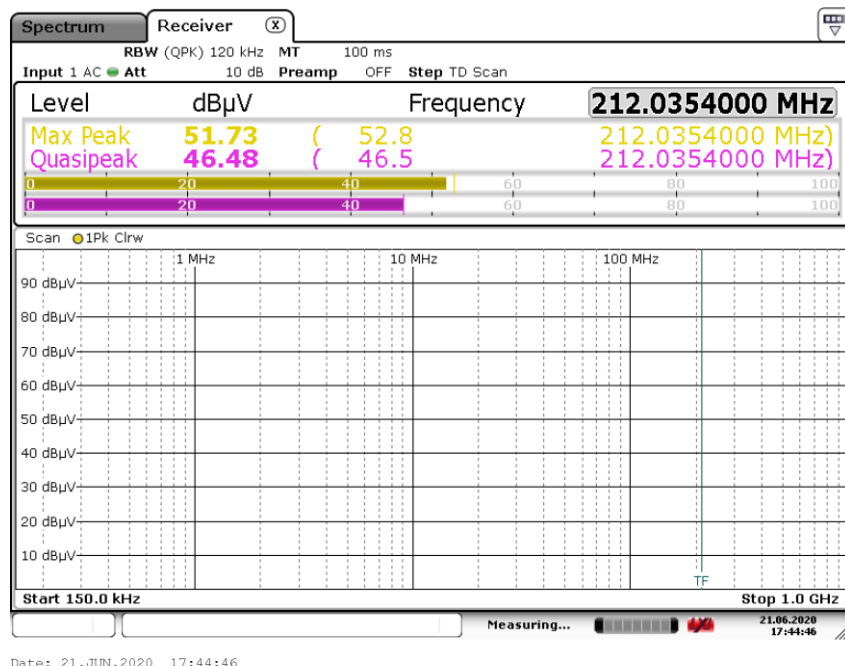 Spectrum Receiver X
RBW (QPK) 120 kHz MT 100 ms
Input 1 AC Att 10 dB Preamp OFF Step TD Scan
Level dBµV Frequency 212.0354000 MHz
Max Peak 51.73 ( 52.8 212.0354000 MHz)
Quasipeak 46.48 ( 46.5 212.0354000 MHz)
0 20 40 60 80 100
0 20 40 60 80 100
Scan 1Pk Clrw
1 MHz 10 MHz 100 MHz
90 dBµV
80 dBµV
70 dBµV
60 dBµV
50 dBµV
40 dBµV
30 dBµV
20 dBµV
10 dBµV
TF
Start 150.0 kHz Stop 1.0 GHz
Measuring... 21.06.2020
17:44:46
Date: 21.JUN.2020 17:44:46